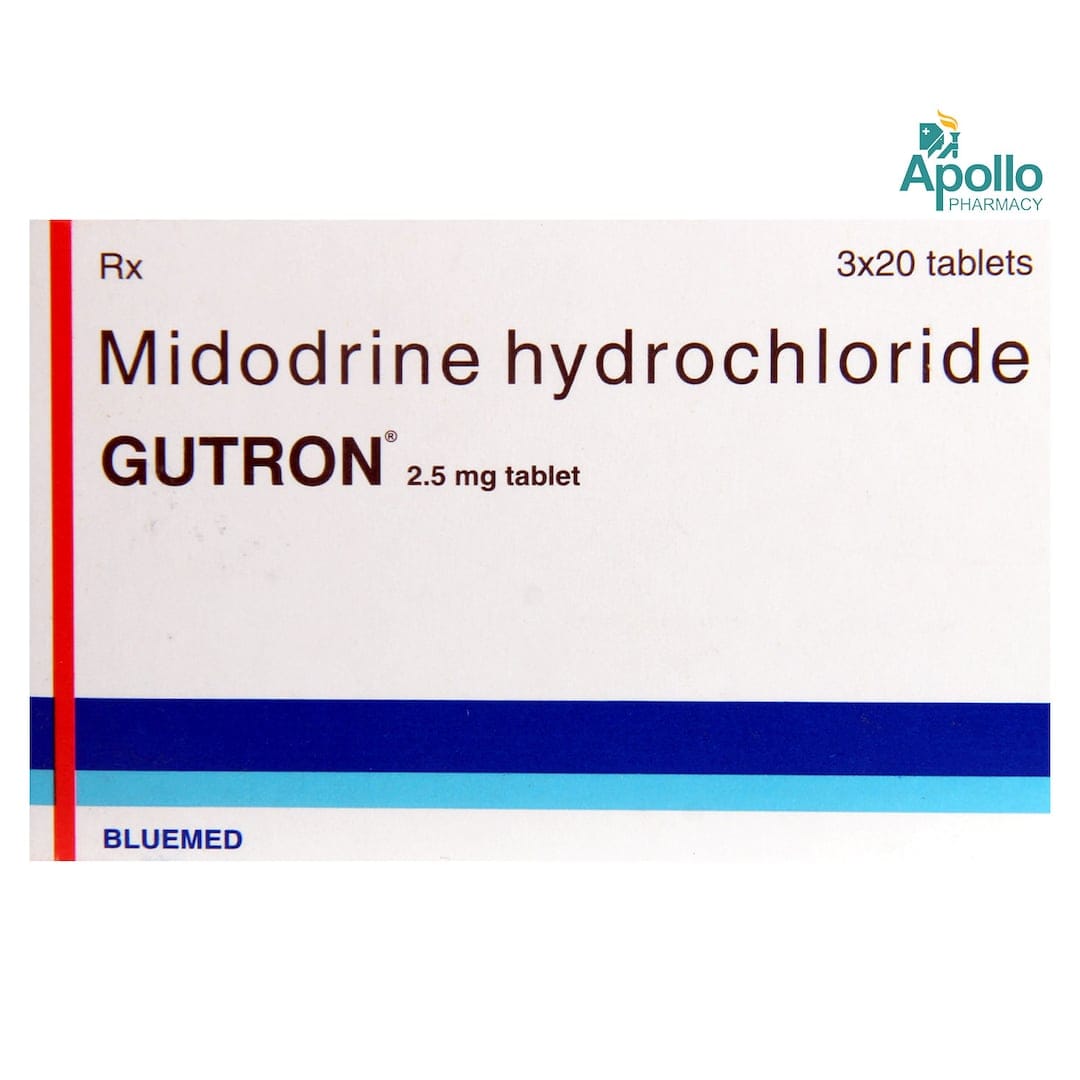 Apollo
PHARMACY
Rx
3x20 tablets
Midodrine hydrochloride
GUTRON® 2.5 mg tablet
BLUEMED